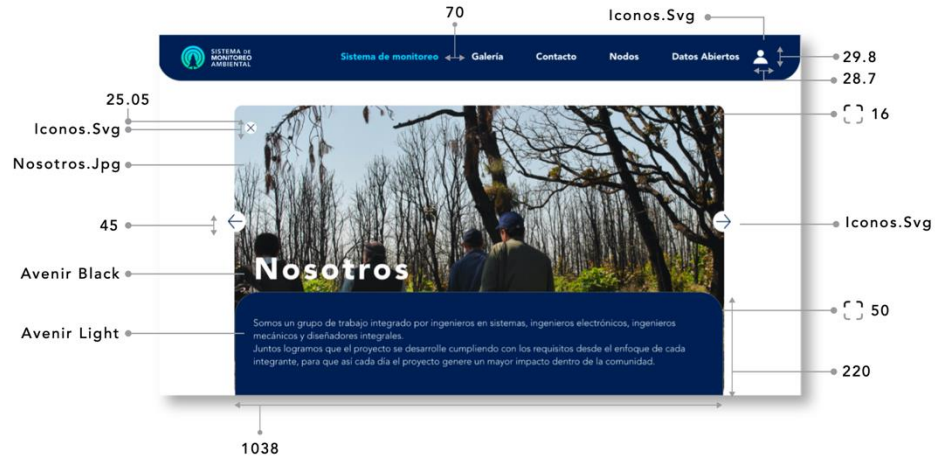 70
Iconos.Svg
SISTEMA DE
MONITOREO
AMBIENTAL
Sistema de monitoreo
Galería
Contacto
Nodos
Datos Abiertos
29.8
28.7
25.05
Iconos.Svg
16
Nosotros.Jpg
45
Iconos.Svg
Avenir Black
Nosotros
50
Avenir Light
Somos un grupo de trabajo integrado por ingenieros en sistemas, ingenieros electrónicos, ingenieros
mecánicos y diseñadores integrales.
Juntos logramos que el proyecto se desarrolle cumpliendo con los requisitos desde el enfoque de cada
integrante, para que así cada día el proyecto genere un mayor impacto dentro de la comunidad.
220
1038